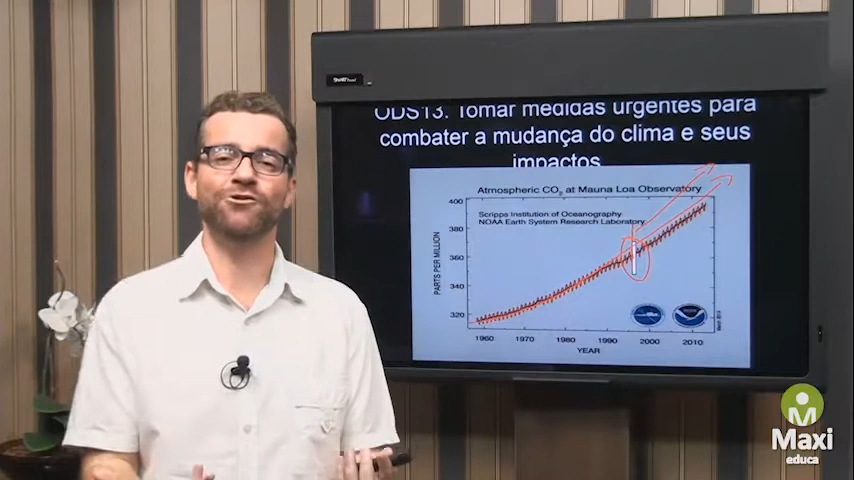 ODS13. Tomar medidas urgentes para
combater a mudança do clima e seus
impactos.
Atmospheric CO₂ at Mauna Loa Observatory
Scripps Institution of Oceanography
NOAA Earth System Research Laboratory
PARTS PER MILLION
400
380
360
340
320
1960
1970
1980
1990
2000
2010
YEAR
Maxi
educa